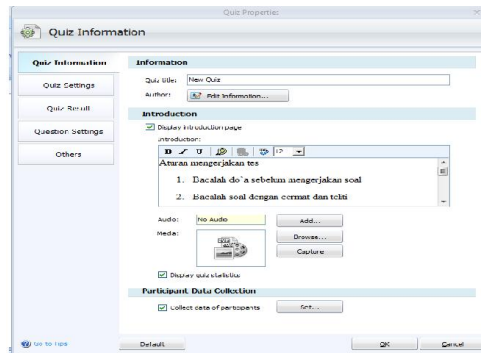 Quiz Properties
Quiz Information
Quiz Information
Quiz Settings
Quiz Result
Question Settings
Others
Information
Quiz title: New Quiz
Author: Edit Information...
Introduction
Display introduction page
Introduction:
B I U 12
Aturan mengerjakan tes
1. Bacalah do`a sebelum mengerjakan soal
2. Bacalah soal dengan cermat dan teliti
Audio: No Audio Add...
Media: Browse...
Capture
Display quiz statistics
Participant Data Collection
Collect data of participants Set...
Go to Tips Default OK Cancel